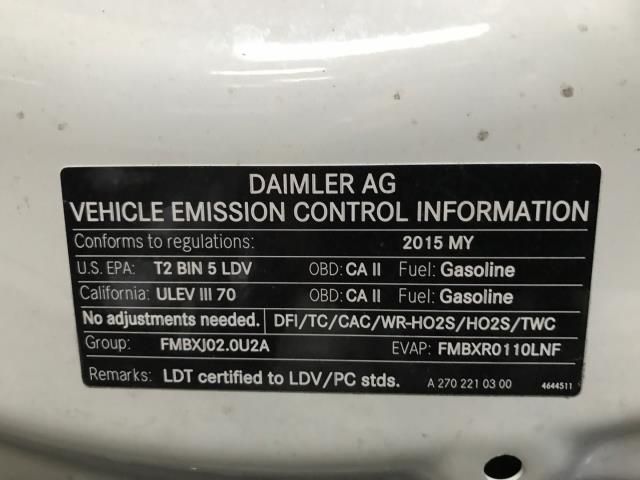 DAIMLER AG
VEHICLE EMISSION CONTROL INFORMATION
Conforms to regulations: 2015 MY
U.S. EPA: T2 BIN 5 LDV OBD: CA II Fuel: Gasoline
California: ULEV III 70 OBD: CA II Fuel: Gasoline
No adjustments needed. DFI/TC/CAC/WR-HO2S/HO2S/TWC
Group: FMBXJ02.0U2A EVAP: FMBXR0110LNF
Remarks: LDT certified to LDV/PC stds. A 270 221 03 00 4644511